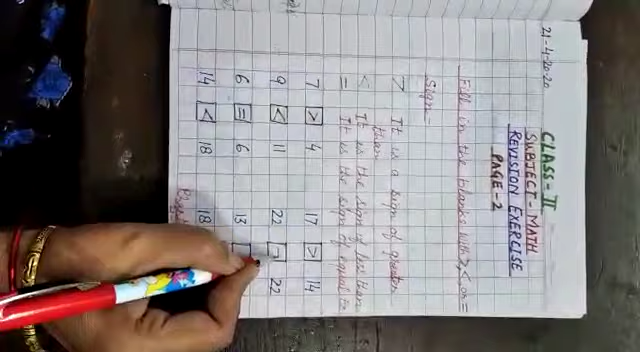 21-4-2020
CLASS-II
SUBJECT-MATH
REVISION EXERCISE
PAGE-2
Fill in the blanks with >, <, or =
Sign-
> It is a sign of greater
than
< It is the sign of less than
= It is the sign of equal to
7 > 4 17 > 14
9 < 11 22 22
6 = 6 13
14 < 18 18